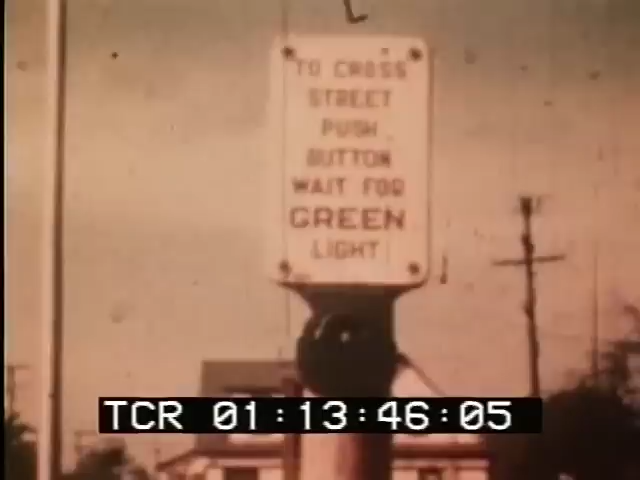 TO CROSS
STREET
PUSH
BUTTON
WAIT FOR
GREEN
LIGHT
TCR 01:13:46:05